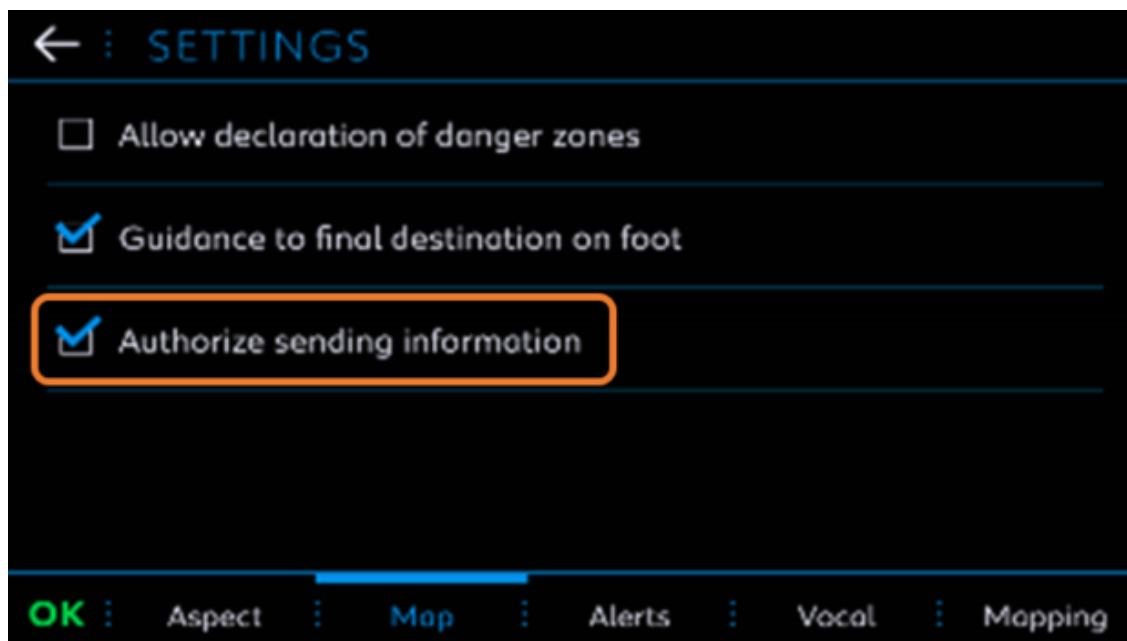 SETTINGS
Allow declaration of danger zones
Guidance to final destination on foot
Authorize sending information
OK Aspect Map Alerts Vocal Mapping